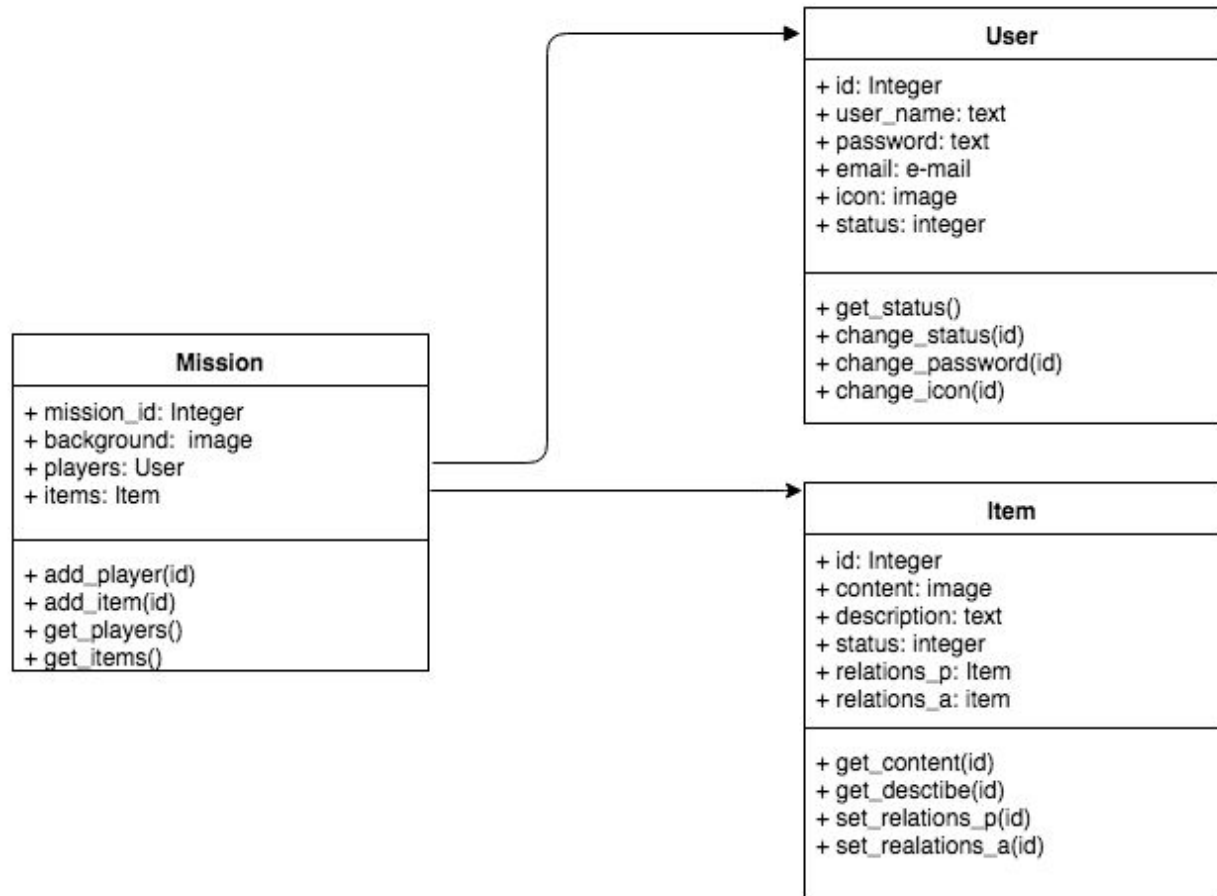 User
+ id: Integer
+ user_name: text
+ password: text
+ email: e-mail
+ icon: image
+ status: integer
+ get_status()
+ change_status(id)
+ change_password(id)
+ change_icon(id)
Mission
+ mission_id: Integer
+ background:  image
+ players: User
+ items: Item
+ add_player(id)
+ add_item(id)
+ get_players()
+ get_items()
Item
+ id: Integer
+ content: image
+ description: text
+ status: integer
+ relations_p: Item
+ relations_a: item
+ get_content(id)
+ get_desctibe(id)
+ set_relations_p(id)
+ set_realations_a(id)